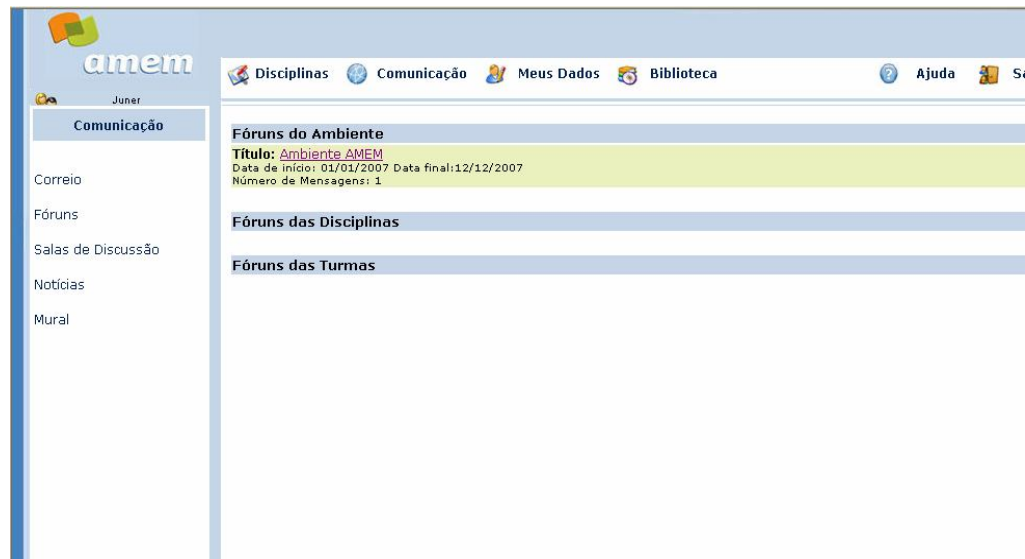 amem
Disciplinas Comunicação Meus Dados Biblioteca Ajuda
Juner
Comunicação
Correio
Fóruns
Salas de Discussão
Notícias
Mural
Fóruns do Ambiente
Título: Ambiente AMEM
Data de início: 01/01/2007 Data final:12/12/2007
Número de Mensagens: 1
Fóruns das Disciplinas
Fóruns das Turmas